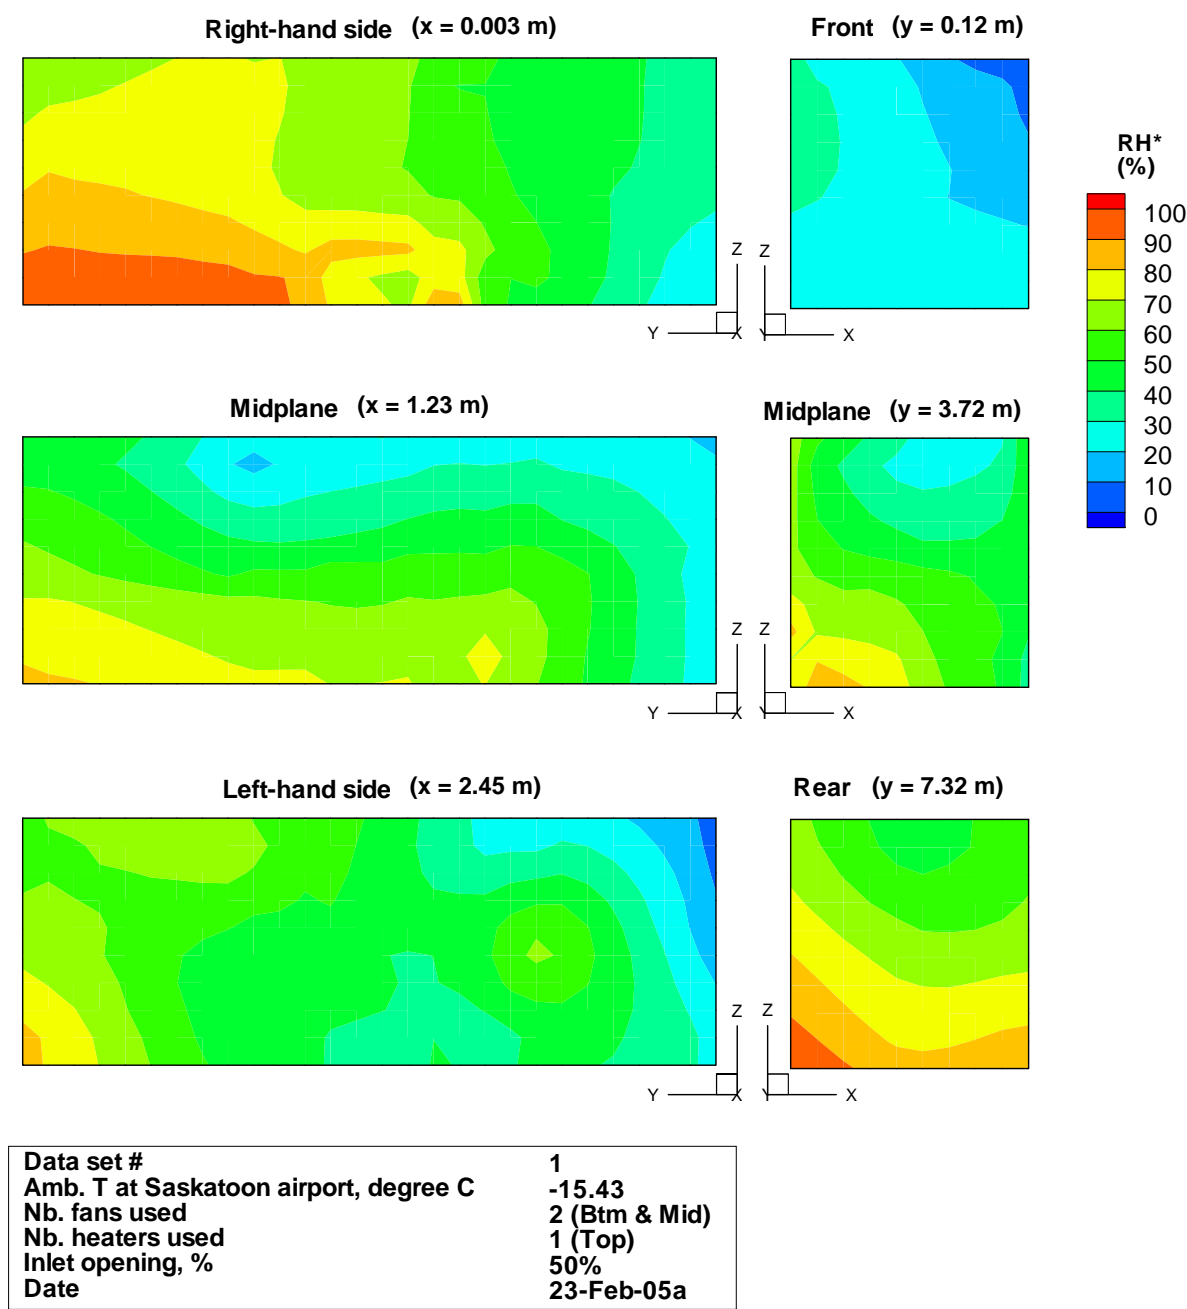 Right-hand side (x = 0.003 m)
Front (y = 0.12 m)
RH*
(%)
100
90
80
70
60
50
40
30
20
10
0
Z Z
Y X Y X
Midplane (x = 1.23 m)
Midplane (y = 3.72 m)
Z Z
Y X Y X
Left-hand side (x = 2.45 m)
Rear (y = 7.32 m)
Z Z
Y X Y X
Data set # 1
Amb. T at Saskatoon airport, degree C -15.43
Nb. fans used 2 (Btm & Mid)
Nb. heaters used 1 (Top)
Inlet opening, % 50%
Date 23-Feb-05a